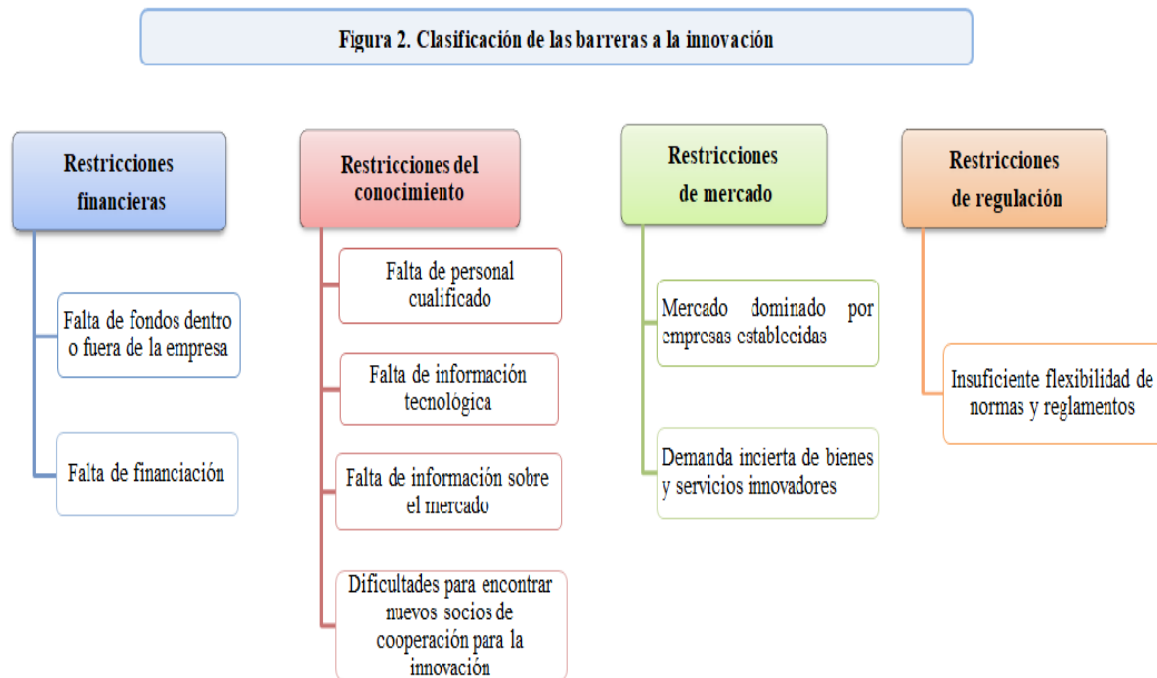 Figura 2. Clasificación de las barreras a la innovación
Restricciones
financieras
Falta de fondos dentro
o fuera de la empresa
Falta de financiación
Restricciones del
conocimiento
Falta de personal
cualificado
Falta de información
tecnológica
Falta de información sobre
el mercado
Dificultades para encontrar
nuevos socios de
cooperación para la
innovación
Restricciones
de mercado
Mercado dominado por
empresas establecidas
Demanda incierta de bienes
y servicios innovadores
Restricciones
de regulación
Insuficiente flexibilidad de
normas y reglamentos